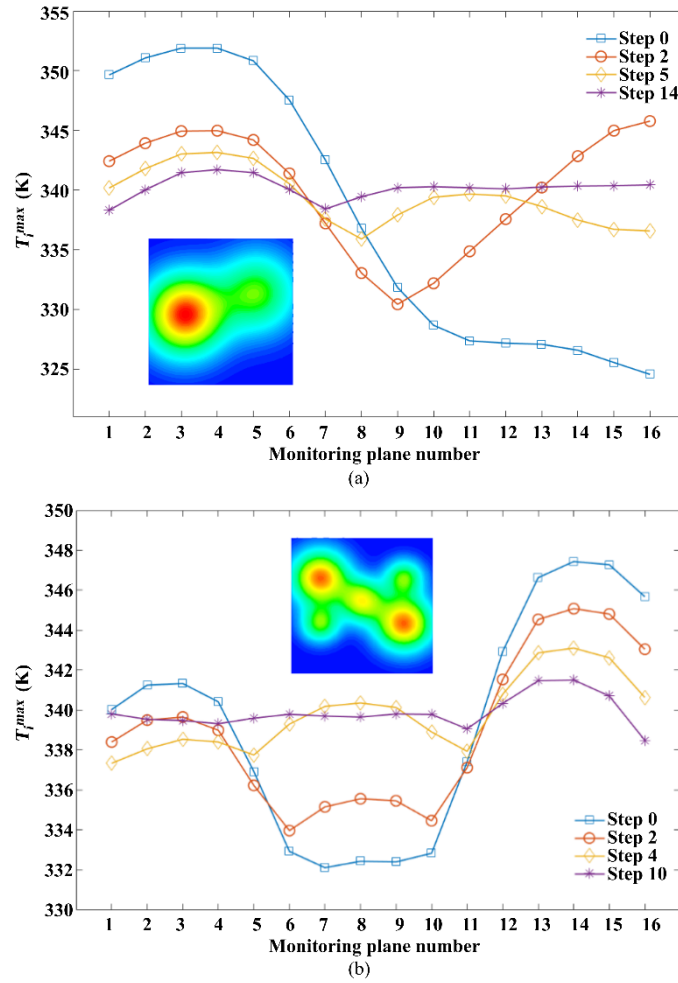 355
350
345
340
335
330
325
T_i^max (K)
Step 0
Step 2
Step 5
Step 14
1 2 3 4 5 6 7 8 9 10 11 12 13 14 15 16
Monitoring plane number
(a)
350
348
346
344
342
340
338
336
334
332
330
T_i^max (K)
Step 0
Step 2
Step 4
Step 10
1 2 3 4 5 6 7 8 9 10 11 12 13 14 15 16
Monitoring plane number
(b)